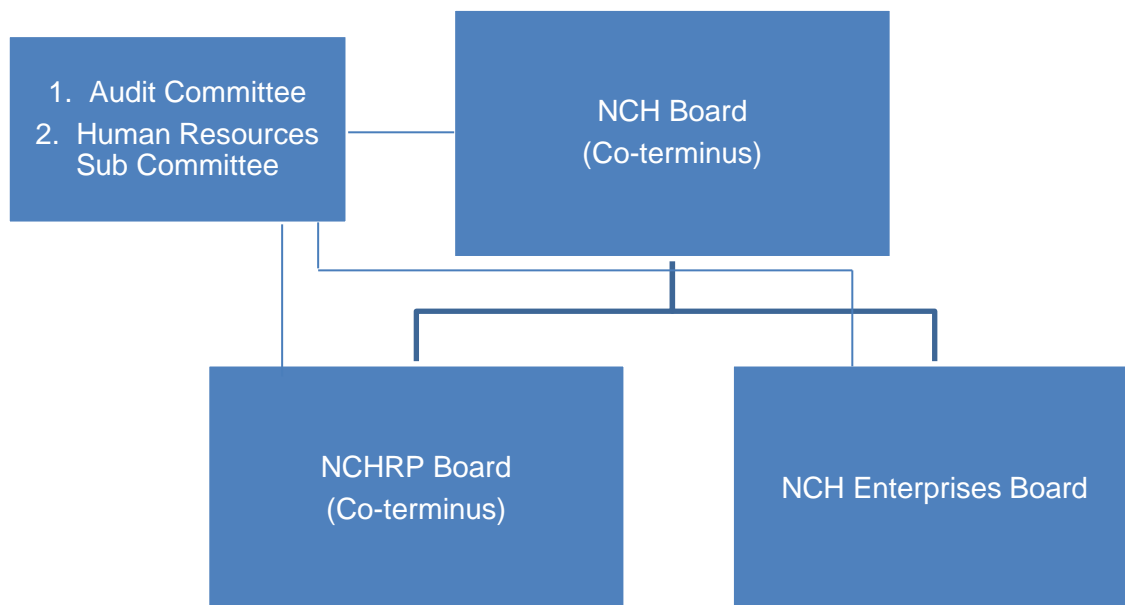 1. Audit Committee
2. Human Resources
Sub Committee
NCH Board
(Co-terminus)
NCHRP Board
(Co-terminus)
NCH Enterprises Board